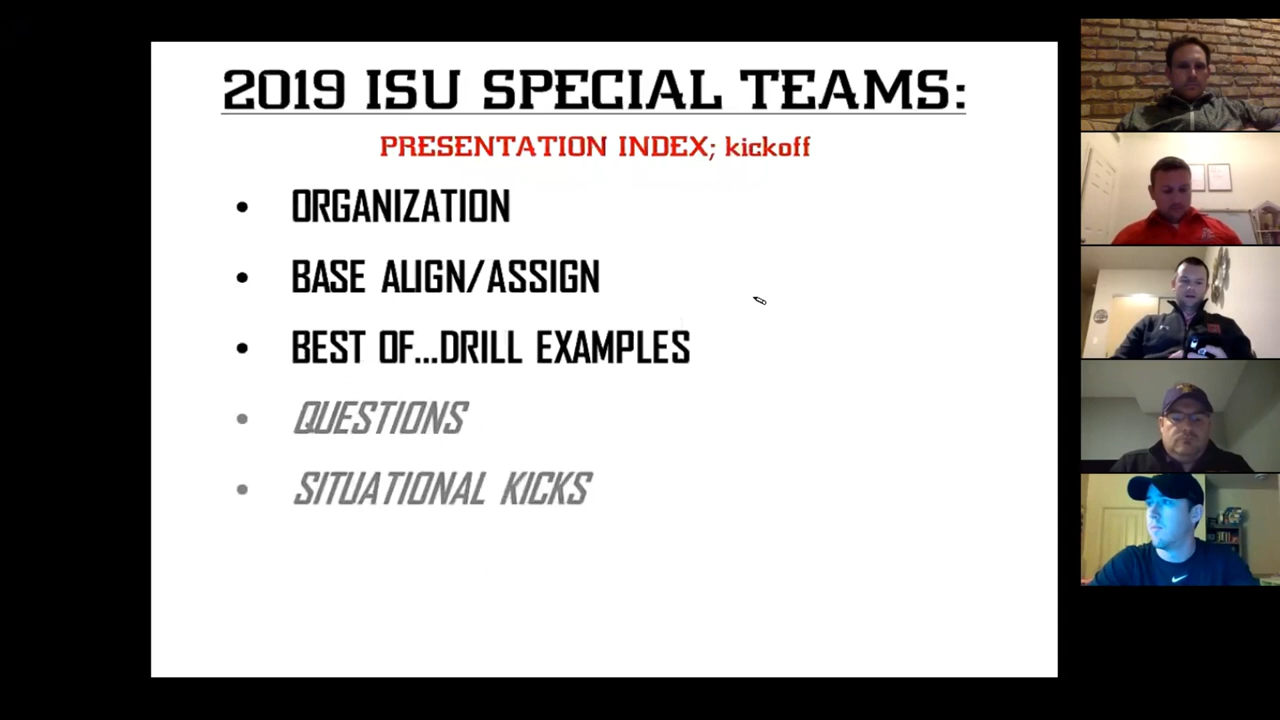 2019 ISU SPECIAL TEAMS:
PRESENTATION INDEX; kickoff
• ORGANIZATION
• BASE ALIGN/ASSIGN
• BEST OF...DRILL EXAMPLES
• QUESTIONS
• SITUATIONAL KICKS